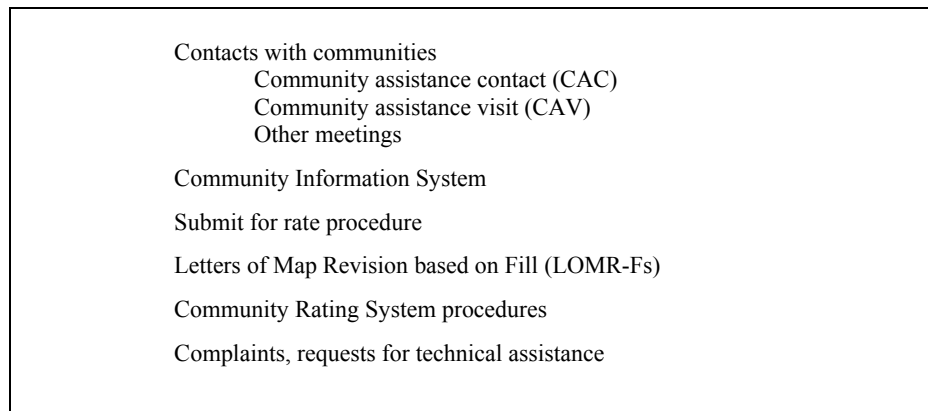 Contacts with communities
Community assistance contact (CAC)
Community assistance visit (CAV)
Other meetings
Community Information System
Submit for rate procedure
Letters of Map Revision based on Fill (LOMR-Fs)
Community Rating System procedures
Complaints, requests for technical assistance